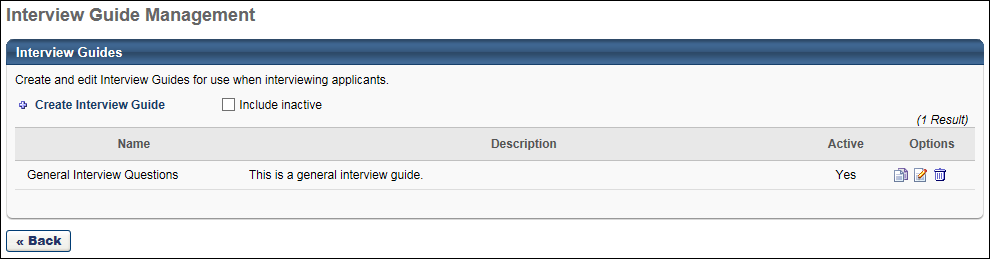 Interview Guide Management
Interview Guides
Create and edit Interview Guides for use when interviewing applicants.
Create Interview Guide Include inactive
(1 Result)
Name Description Active Options
General Interview Questions This is a general interview guide. Yes
« Back